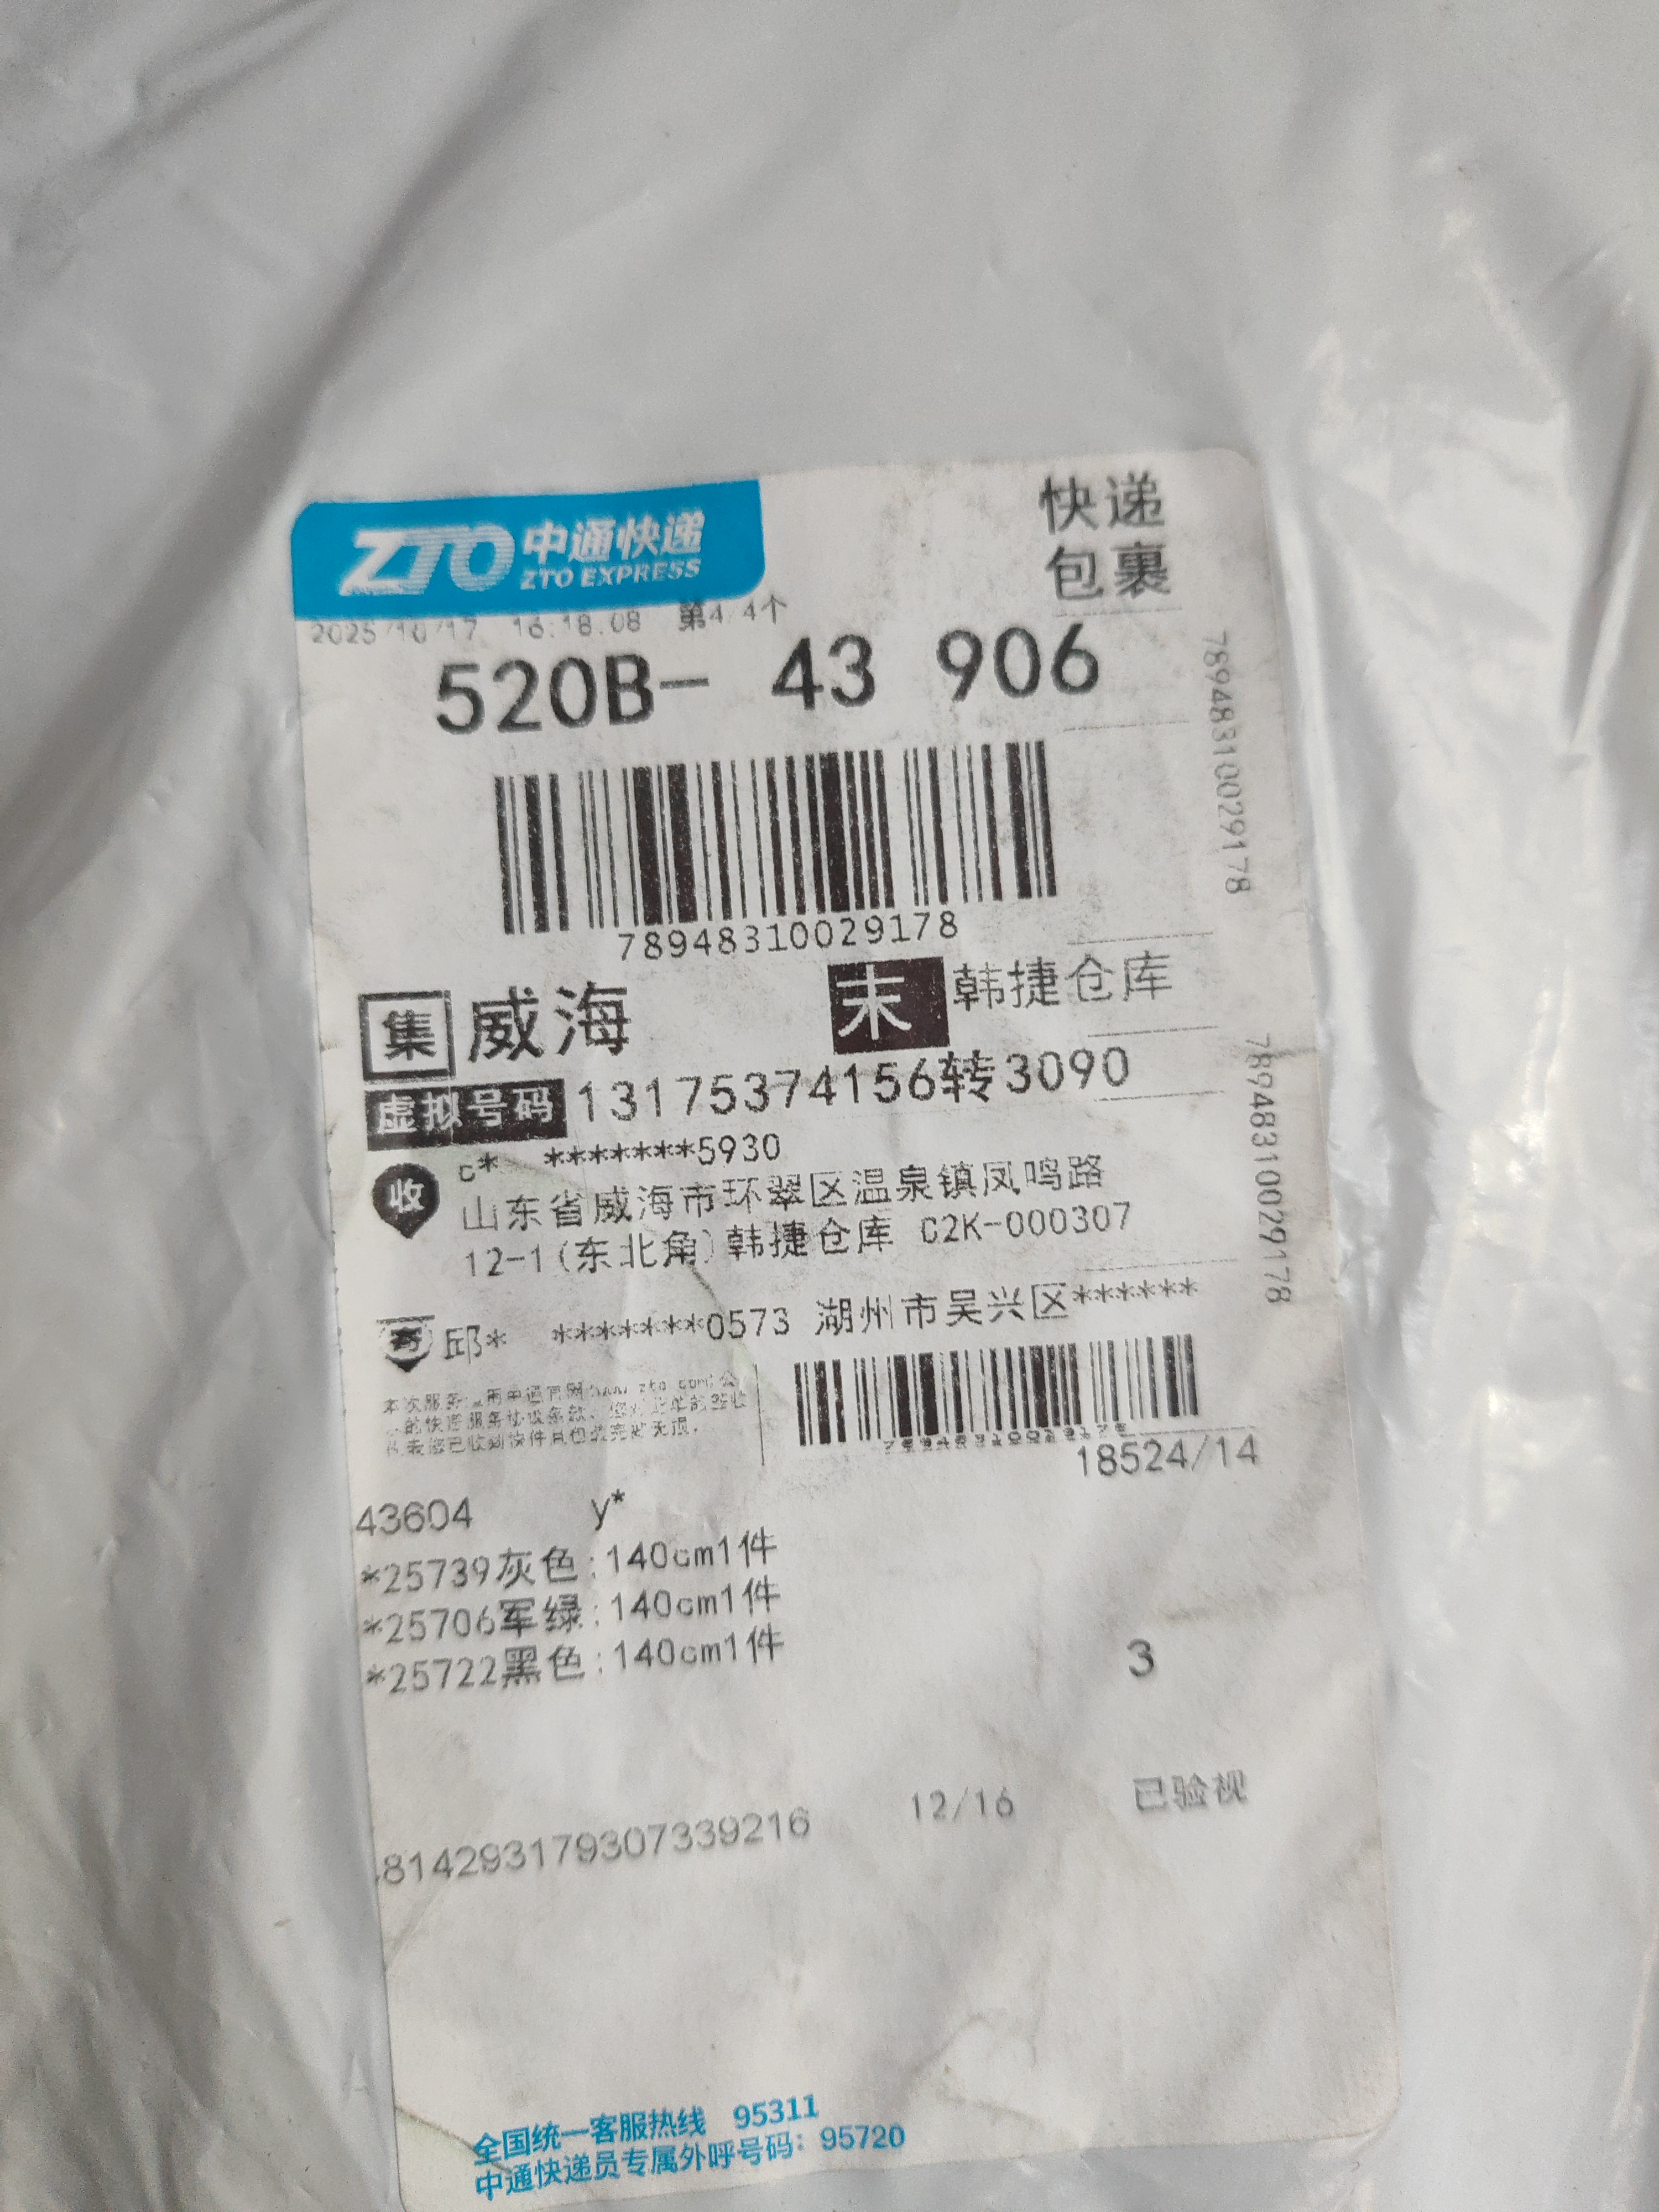 ZTO 中通快递
ZTO EXPRESS
快递
包裹
2025/10/17 16:18:08 第4/4个
520B- 43 906
78948310029178
78948310029178
集 威海
末 韩捷仓库
虚拟号码 13175374156转3090
收 c* *******5930
山东省威海市环翠区温泉镇凤鸣路
12-1(东北角)韩捷仓库 C2K-000307
78948310029178
寄 邱* *******0573 湖州市吴兴区******
78948310029178
18524/14
43604 y*
*25739灰色:140cm1件
*25706军绿:140cm1件
*25722黑色:140cm1件
3
4814293179307339216
12/16
已验视
全国统一客服热线 95311
中通快递员专属外呼号码: 95720